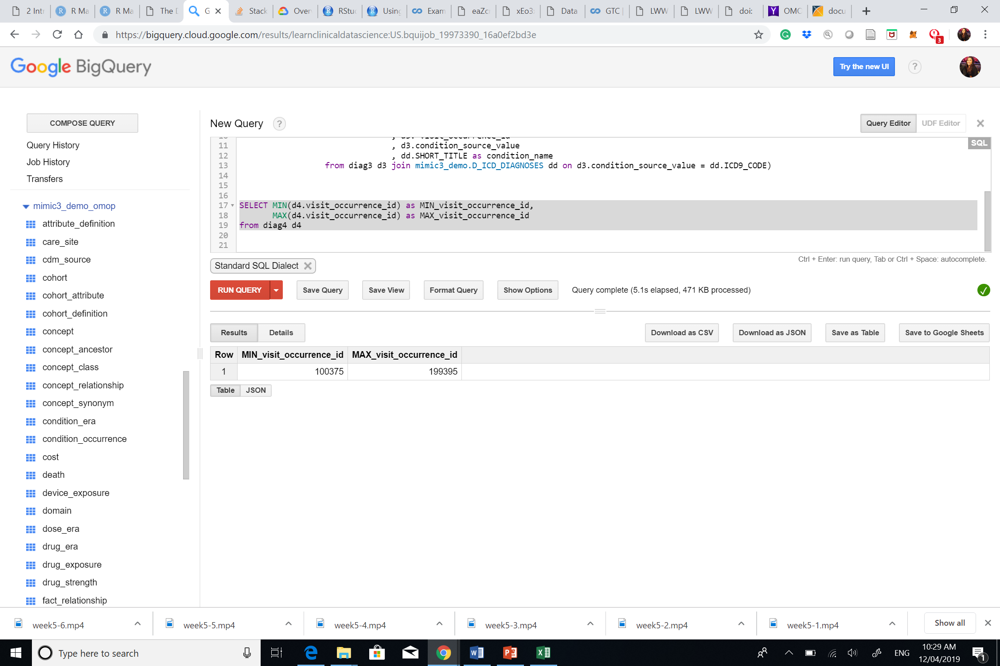 2 Int
R Ma
R Ma
The
G
Stack
Over
RStu
Using
Exam
eaZc
xEo3
Data
GTC
LWW
LWW
doi:
OMO
docu
https://bigquery.cloud.google.com/results/learnclinicaldatascience:US.bquijob_19973390_16a0ef2bd3e
3
Google BigQuery
Try the new UI
?
COMPOSE QUERY
Query History
Job History
Transfers
mimic3_demo_omop
attribute_definition
care_site
cdm_source
cohort
cohort_attribute
cohort_definition
concept
concept_ancestor
concept_class
concept_relationship
concept_synonym
condition_era
condition_occurrence
cost
death
device_exposure
domain
dose_era
drug_era
drug_exposure
drug_strength
fact_relationship
New Query ?
Query Editor UDF Editor
SQL
10 , d3. visit_occurrence_id
11 , d3.condition_source_value
12 , dd.SHORT_TITLE as condition_name
13 from diag3 d3 join mimic3_demo.D_ICD_DIAGNOSES dd on d3.condition_source_value = dd.ICD9_CODE)
14
15
16
17 SELECT MIN(d4.visit_occurrence_id) as MIN_visit_occurrence_id,
18 MAX(d4.visit_occurrence_id) as MAX_visit_occurrence_id
19 from diag4 d4
20
21
Ctrl + Enter: run query, Tab or Ctrl + Space: autocomplete.
Standard SQL Dialect
RUN QUERY Save Query Save View Format Query Show Options Query complete (5.1s elapsed, 471 KB processed)
Results Details Download as CSV Download as JSON Save as Table Save to Google Sheets
Row MIN_visit_occurrence_id MAX_visit_occurrence_id
1 100375 199395
Table JSON
week5-6.mp4 week5-5.mp4 week5-4.mp4 week5-3.mp4 week5-2.mp4 week5-1.mp4 Show all
Type here to search
ENG
10:29 AM
12/04/2019
1